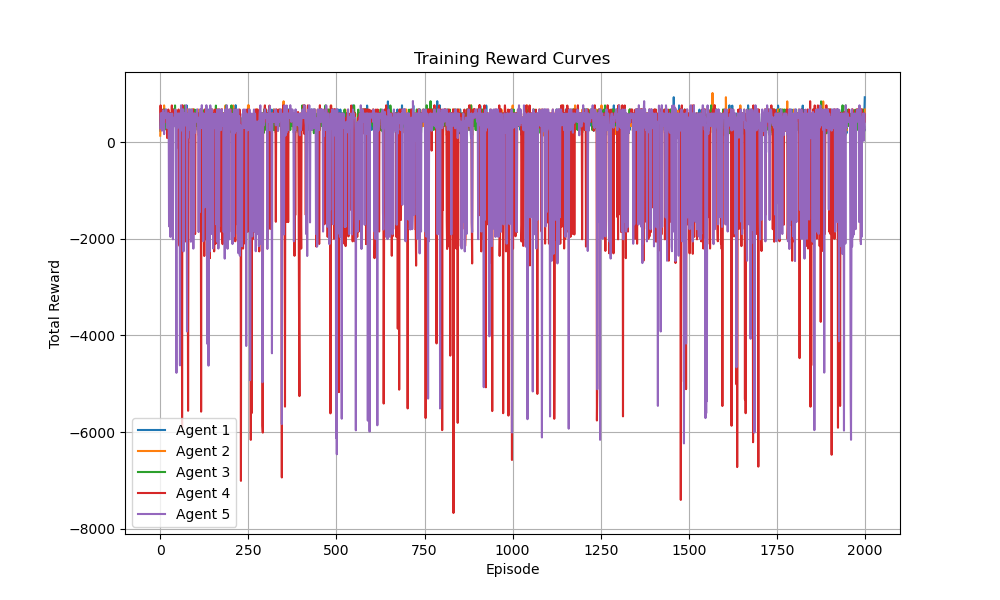 Training Reward Curves
Total Reward
0
−2000
−4000
−6000
−8000
Agent 1
Agent 2
Agent 3
Agent 4
Agent 5
0 250 500 750 1000 1250 1500 1750 2000
Episode